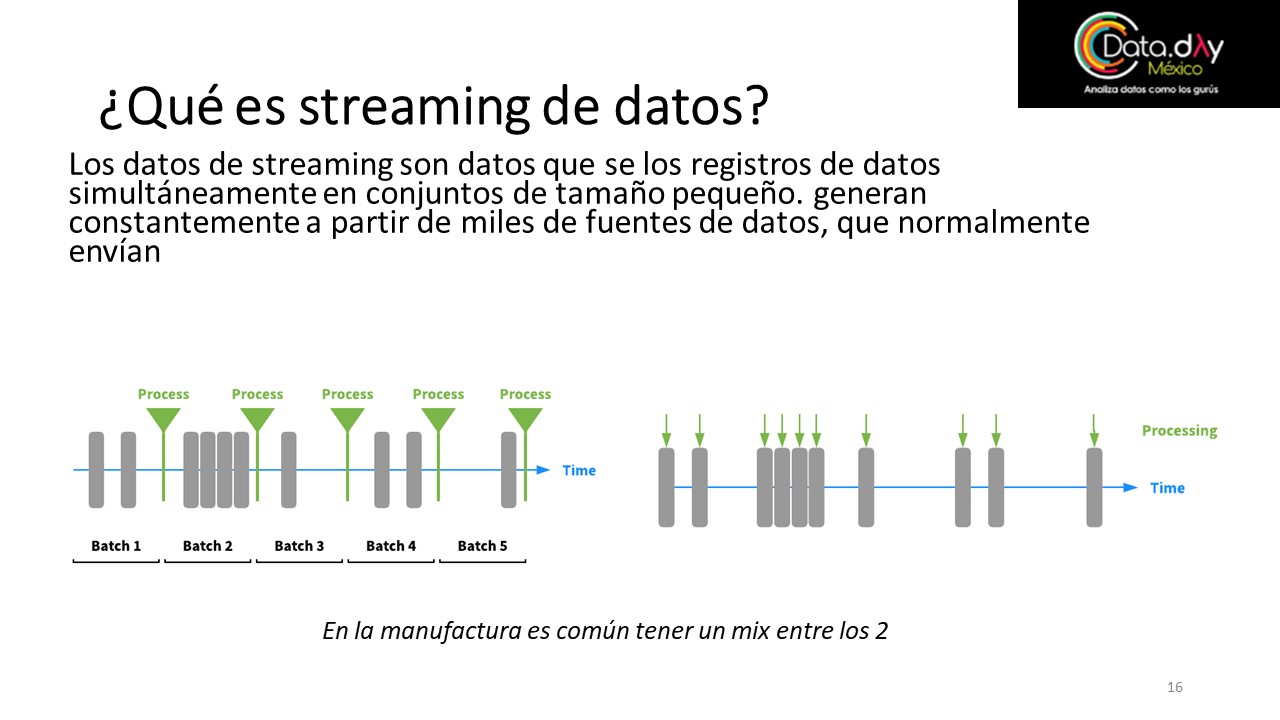 Data.dλy
México
Analiza datos como los gurús
¿Qué es streaming de datos?
Los datos de streaming son datos que se los registros de datos
simultáneamente en conjuntos de tamaño pequeño. generan
constantemente a partir de miles de fuentes de datos, que normalmente
envían
Process Process Process Process Process
Time
Batch 1 Batch 2 Batch 3 Batch 4 Batch 5
Processing
Time
En la manufactura es común tener un mix entre los 2
16